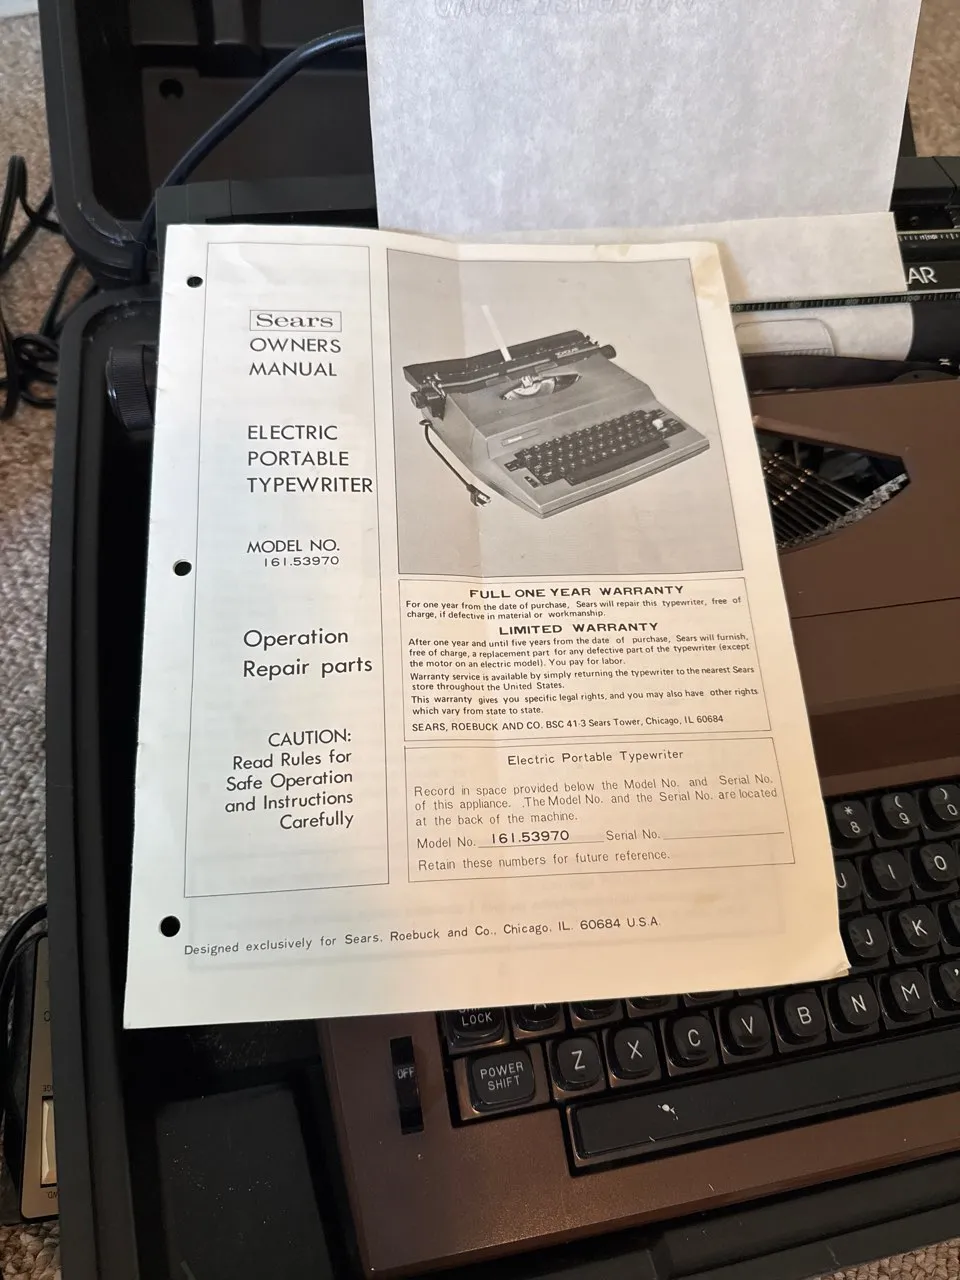 Sears
OWNERS
MANUAL
ELECTRIC
PORTABLE
TYPEWRITER
MODEL NO.
161.53970
Operation
Repair parts
CAUTION:
Read Rules for
Safe Operation
and Instructions
Carefully
FULL ONE YEAR WARRANTY
For one year from the date of purchase, Sears will repair this typewriter, free of
charge, if defective in material or workmanship.
LIMITED WARRANTY
After one year and until five years from the date of purchase, Sears will furnish,
free of charge, a replacement part for any defective part of the typewriter (except
the motor on an electric model). You pay for labor.
Warranty service is available by simply returning the typewriter to the nearest Sears
store throughout the United States.
This warranty gives you specific legal rights, and you may also have other rights
which vary from state to state.
SEARS, ROEBUCK AND CO. BSC 41-3 Sears Tower, Chicago, IL 60684
Electric Portable Typewriter
Record in space provided below the Model No. and Serial No.
of this appliance. .The Model No. and the Serial No. are located
at the back of the machine.
Model No. 161.53970 Serial No.
Retain these numbers for future reference.
Designed exclusively for Sears, Roebuck and Co., Chicago, IL. 60684 U.S.A.
AR
* ( )
8 9 0
U I O
J K
LOCK A
Z X C V B N M
POWER
SHIFT
OFF